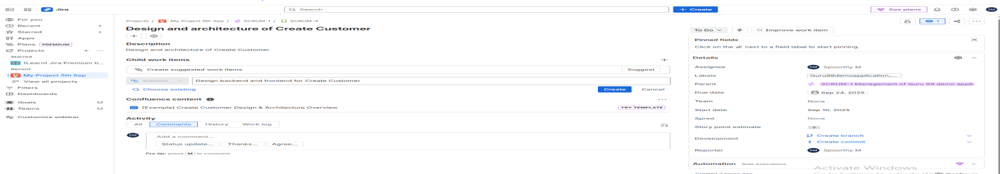 Jira
Search
+ Create
See plans
SM
For you
Recent
Starred
Apps
Plans PREMIUM
Projects
Starred
(Learn) Jira Premium b...
Recent
My Project 5th Sep
View all projects
Filters
Dashboards
Goals
Teams
Customize sidebar
Projects / My Project 5th Sep / SCRUM-1 / SCRUM-4
Design and architecture of Create Customer
Description
Design and architecture of Create Customer
Child work items
Create suggested work items
Suggest
Subtask
Design backend and frontend for Create Customer
Choose existing
Create
Cancel
Confluence content
[Example] Create Customer Design & Architecture Overview
TRY TEMPLATE
Activity
All Comments History Work log
SM
Add a comment...
Status update... Thanks... Agree...
Pro tip: press M to comment
1
To Do
Improve work item
Pinned fields
Click on the next to a field label to start pinning.
Details
Assignee
SM Spoorthy M
Labels
Guru99demoapplication...
Parent
SCRUM-1 Management of Guru 99 demo appli
Due date
Sep 24, 2025
Team
None
Start date
Sep 10, 2025
Sprint
None
Story point estimate
3
Development
Create branch
Create commit
Reporter
SM Spoorthy M
Automation Rule executions
Activate Windows